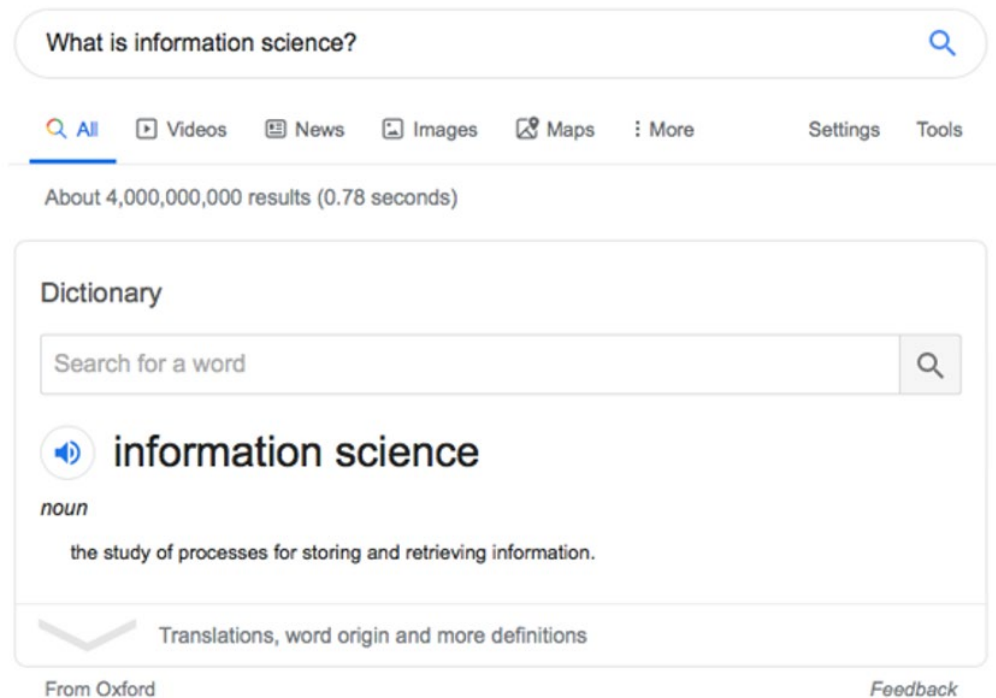 What is information science?
All Videos News Images Maps More Settings Tools
About 4,000,000,000 results (0.78 seconds)
Dictionary
Search for a word
information science
noun
the study of processes for storing and retrieving information.
Translations, word origin and more definitions
From Oxford Feedback